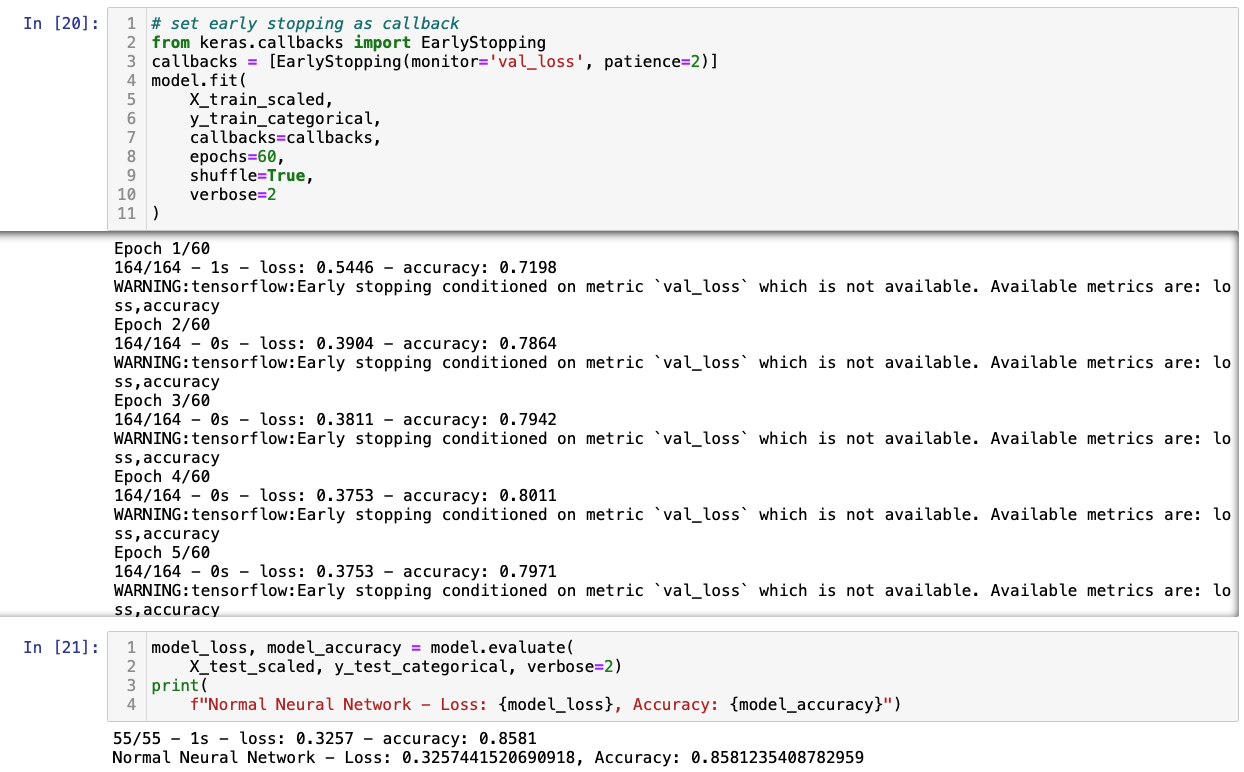 In [20]:
1 # set early stopping as callback
2 from keras.callbacks import EarlyStopping
3 callbacks = [EarlyStopping(monitor='val_loss', patience=2)]
4 model.fit(
5     X_train_scaled,
6     y_train_categorical,
7     callbacks=callbacks,
8     epochs=60,
9     shuffle=True,
10     verbose=2
11 )
Epoch 1/60
164/164 - 1s - loss: 0.5446 - accuracy: 0.7198
WARNING:tensorflow:Early stopping conditioned on metric `val_loss` which is not available. Available metrics are: lo
ss,accuracy
Epoch 2/60
164/164 - 0s - loss: 0.3904 - accuracy: 0.7864
WARNING:tensorflow:Early stopping conditioned on metric `val_loss` which is not available. Available metrics are: lo
ss,accuracy
Epoch 3/60
164/164 - 0s - loss: 0.3811 - accuracy: 0.7942
WARNING:tensorflow:Early stopping conditioned on metric `val_loss` which is not available. Available metrics are: lo
ss,accuracy
Epoch 4/60
164/164 - 0s - loss: 0.3753 - accuracy: 0.8011
WARNING:tensorflow:Early stopping conditioned on metric `val_loss` which is not available. Available metrics are: lo
ss,accuracy
Epoch 5/60
164/164 - 0s - loss: 0.3753 - accuracy: 0.7971
WARNING:tensorflow:Early stopping conditioned on metric `val_loss` which is not available. Available metrics are: lo
ss,accuracy
In [21]:
1 model_loss, model_accuracy = model.evaluate(
2     X_test_scaled, y_test_categorical, verbose=2)
3 print(
4     f"Normal Neural Network - Loss: {model_loss}, Accuracy: {model_accuracy}")
55/55 - 1s - loss: 0.3257 - accuracy: 0.8581
Normal Neural Network - Loss: 0.3257441520690918, Accuracy: 0.8581235408782959